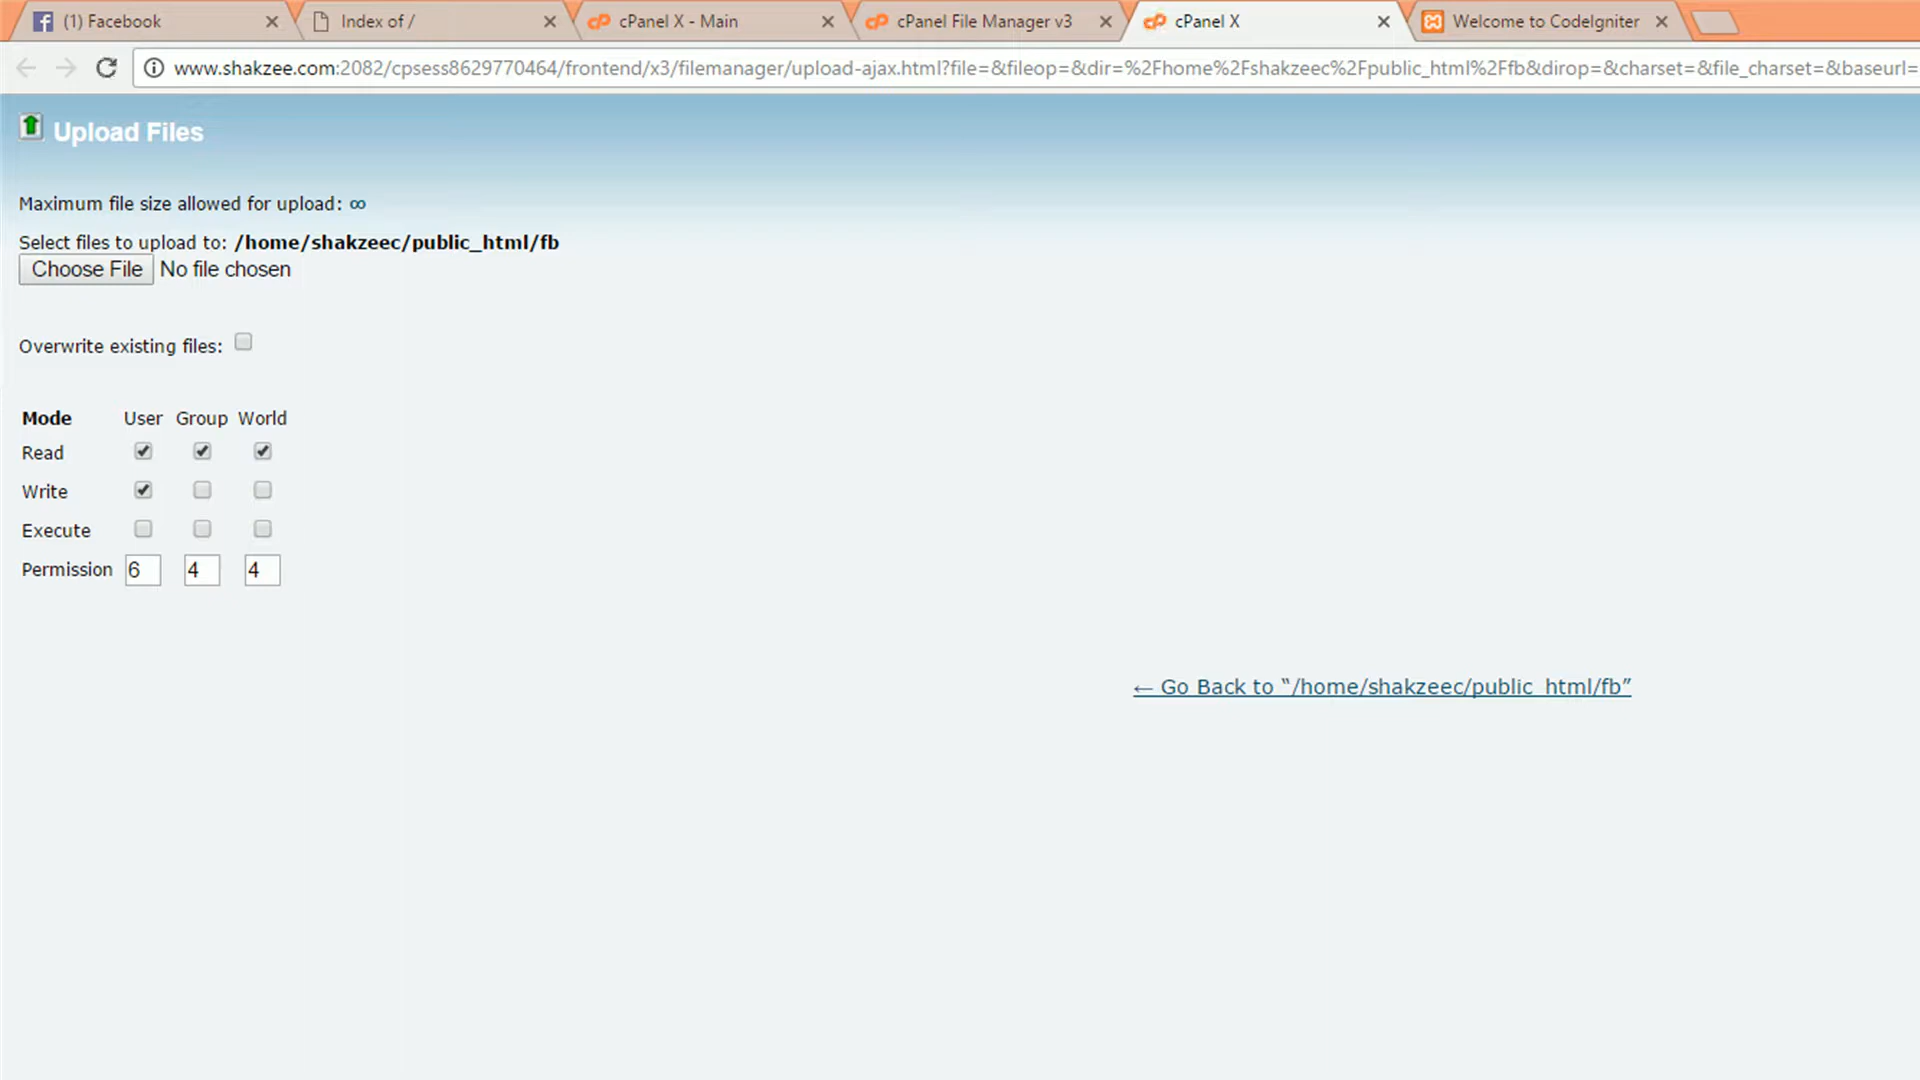 (1) Facebook
Index of /
cPanel X - Main
cPanel File Manager v3
cPanel X
Welcome to CodeIgniter
www.shakzee.com:2082/cpsess8629770464/frontend/x3/filemanager/upload-ajax.html?file=&fileop=&dir=%2Fhome%2Fshakzeec%2Fpublic_html%2Ffb&dirop=&charset=&file_charset=&baseurl=
Upload Files
Maximum file size allowed for upload: ∞
Select files to upload to: /home/shakzeec/public_html/fb
Choose File No file chosen
Overwrite existing files:
Mode User Group World
Read
Write
Execute
Permission 6 4 4
← Go Back to “/home/shakzeec/public_html/fb”